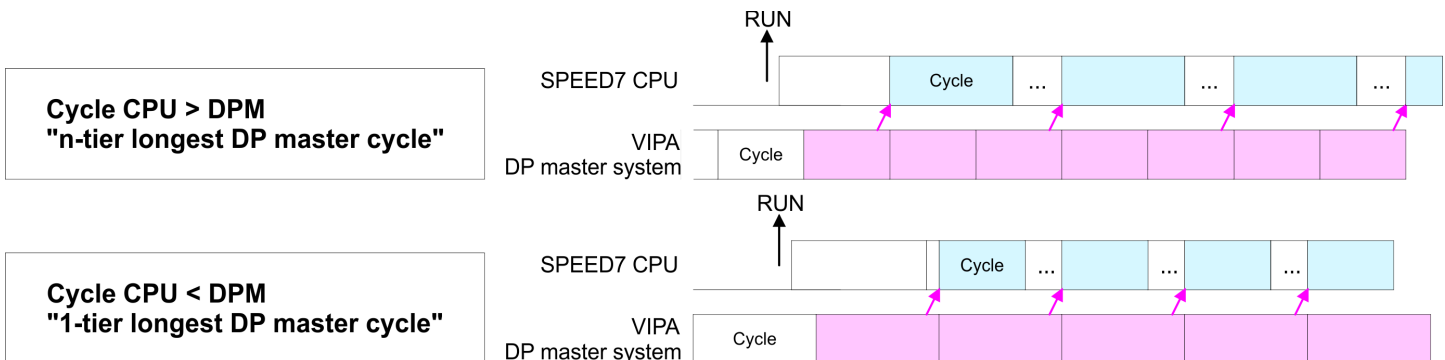 RUN
Cycle CPU > DPM
"n-tier longest DP master cycle"
SPEED7 CPU
Cycle
...
...
...
VIPA
DP master system
Cycle
RUN
Cycle CPU < DPM
"1-tier longest DP master cycle"
SPEED7 CPU
Cycle
...
...
...
VIPA
DP master system
Cycle